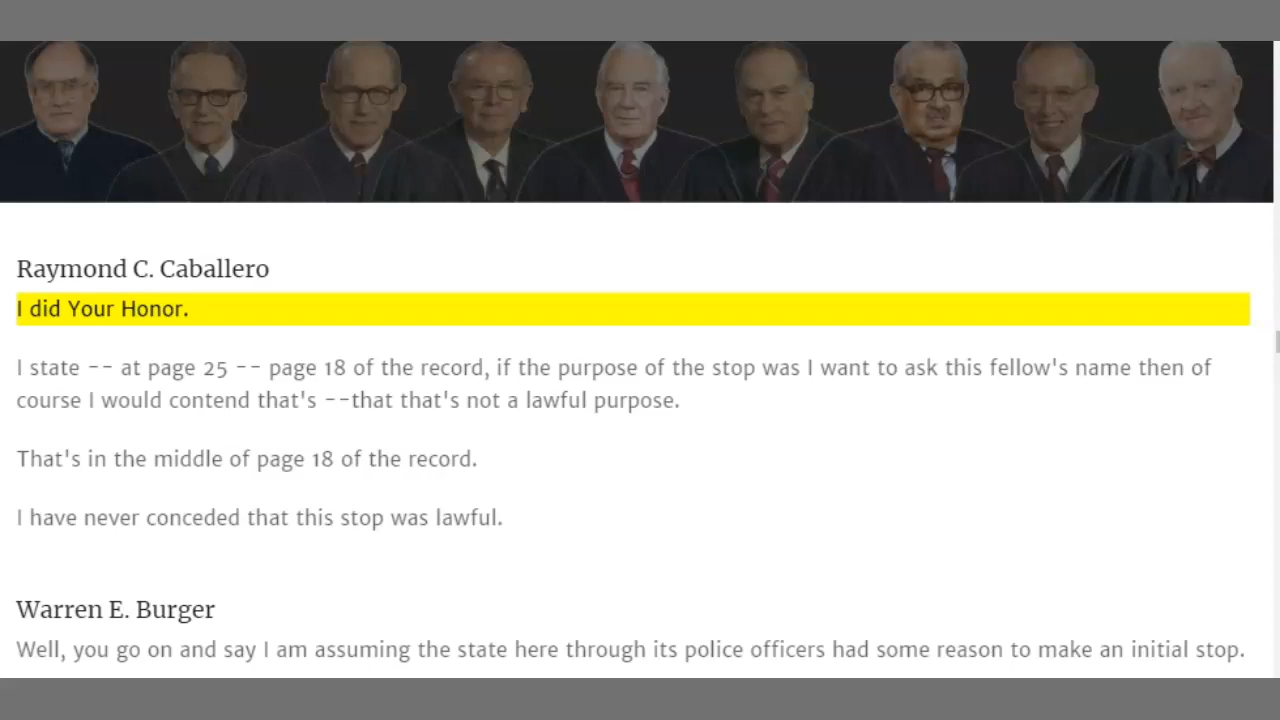 Raymond C. Caballero
I did Your Honor.
I state -- at page 25 -- page 18 of the record, if the purpose of the stop was I want to ask this fellow's name then of
course I would contend that's --that that's not a lawful purpose.
That's in the middle of page 18 of the record.
I have never conceded that this stop was lawful.
Warren E. Burger
Well, you go on and say I am assuming the state here through its police officers had some reason to make an initial stop.